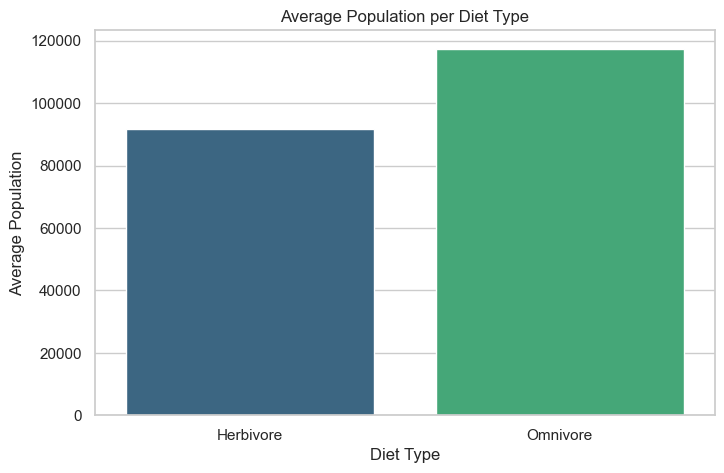 Average Population per Diet Type
120000
100000
80000
60000
40000
20000
0
Average Population
Herbivore
Omnivore
Diet Type